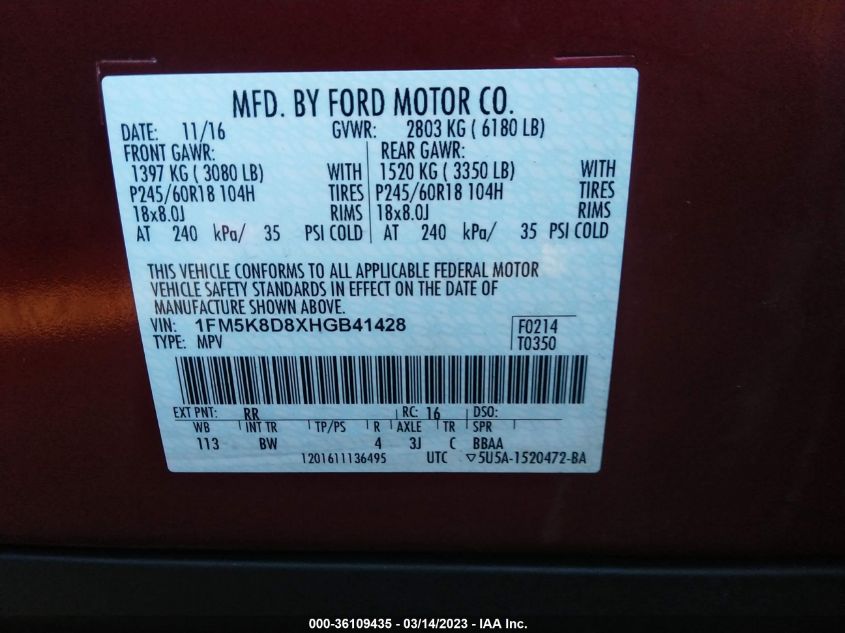 MFD. BY FORD MOTOR CO.
DATE: 11/16 GVWR: 2803 KG ( 6180 LB)
FRONT GAWR: REAR GAWR:
1397 KG ( 3080 LB) WITH 1520 KG ( 3350 LB) WITH
P245/60R18 104H TIRES P245/60R18 104H TIRES
18x8.0J RIMS 18x8.0J RIMS
AT 240 kPa/ 35 PSI COLD AT 240 kPa/ 35 PSI COLD
THIS VEHICLE CONFORMS TO ALL APPLICABLE FEDERAL MOTOR
VEHICLE SAFETY STANDARDS IN EFFECT ON THE DATE OF
MANUFACTURE SHOWN ABOVE.
VIN: 1FM5K8D8XHGB41428 F0214
TYPE: MPV T0350
EXT PNT: RR RC: 16 DSO:
WB INT TR TP/PS R AXLE TR SPR
113 BW 4 3J C BBAA
1201611136495 UTC ▽5U5A-1520472-BA
000-36109435 - 03/14/2023 - IAA Inc.